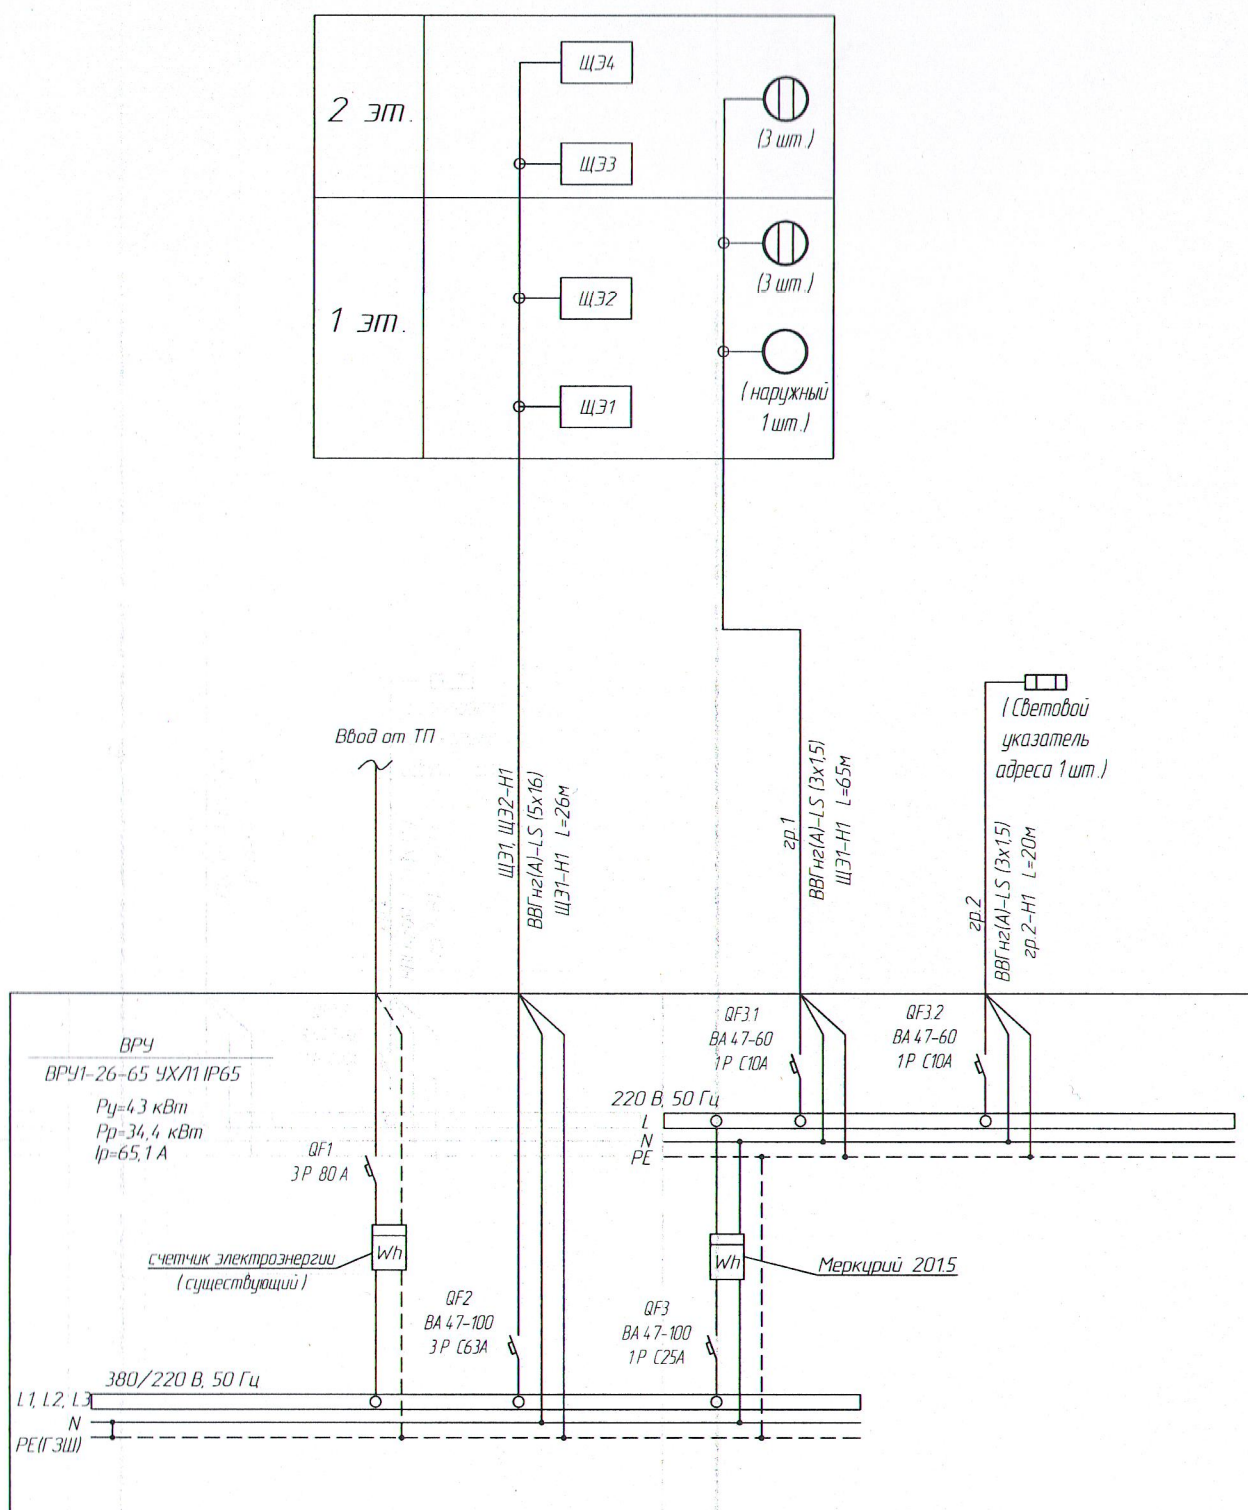 ЩЭ4
2 эт.
(3 шт.)
ЩЭ3
(3 шт.)
ЩЭ2
1 эт.
(наружный
1 шт.)
ЩЭ1
(Световой
указатель
адреса 1 шт.)
Ввод от ТП
ЩЭ1, ЩЭ2-Н1
ВВГнг(А)-LS (5х16)
ЩЭ1-Н1 L=26м
гр.1
ВВГнг(А)-LS (3х1,5)
ЩЭ1-Н1 L=65м
гр.2
ВВГнг(А)-LS (3х1,5)
гр.2-Н1 L=20м
ВРУ
ВРУ1-26-65 УХЛ1 IP65
Ру=43 кВт
Рр=34,4 кВт
Iр=65,1 А
QF3.1
ВА 47-60
1Р С10А
QF3.2
ВА 47-60
1Р С10А
220 В, 50 Гц
L
N
PE
QF1
3 Р 80 А
Wh
счетчик электроэнергии
(существующий)
Wh
Меркурий 201.5
QF2
ВА 47-100
3 Р С63А
QF3
ВА 47-100
1Р С25А
380/220 В, 50 Гц
L1, L2, L3
N
PE(ГЗШ)